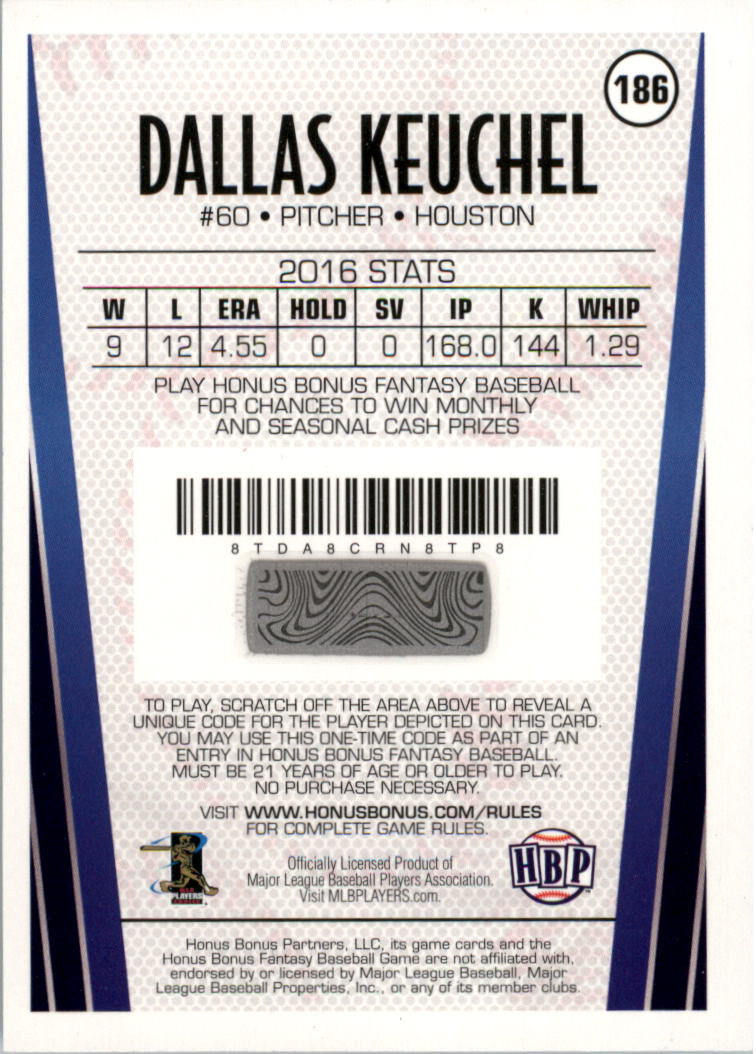 186
DALLAS KEUCHEL
#60 • PITCHER • HOUSTON
2016 STATS
W L ERA HOLD SV IP K WHIP
9 12 4.55 0 0 168.0 144 1.29
PLAY HONUS BONUS FANTASY BASEBALL
FOR CHANCES TO WIN MONTHLY
AND SEASONAL CASH PRIZES
8TDA8CRN8TP8
TO PLAY, SCRATCH OFF THE AREA ABOVE TO REVEAL A
UNIQUE CODE FOR THE PLAYER DEPICTED ON THIS CARD.
YOU MAY USE THIS ONE-TIME CODE AS PART OF AN
ENTRY IN HONUS BONUS FANTASY BASEBALL.
MUST BE 21 YEARS OF AGE OR OLDER TO PLAY.
NO PURCHASE NECESSARY.
VISIT WWW.HONUSBONUS.COM/RULES
FOR COMPLETE GAME RULES.
PLAYERS
Officially Licensed Product of
Major League Baseball Players Association.
Visit MLBPLAYERS.com.
HBP
Honus Bonus Partners, LLC, its game cards and the
Honus Bonus Fantasy Baseball Game are not affiliated with,
endorsed by or licensed by Major League Baseball, Major
League Baseball Properties, Inc., or any of its member clubs.